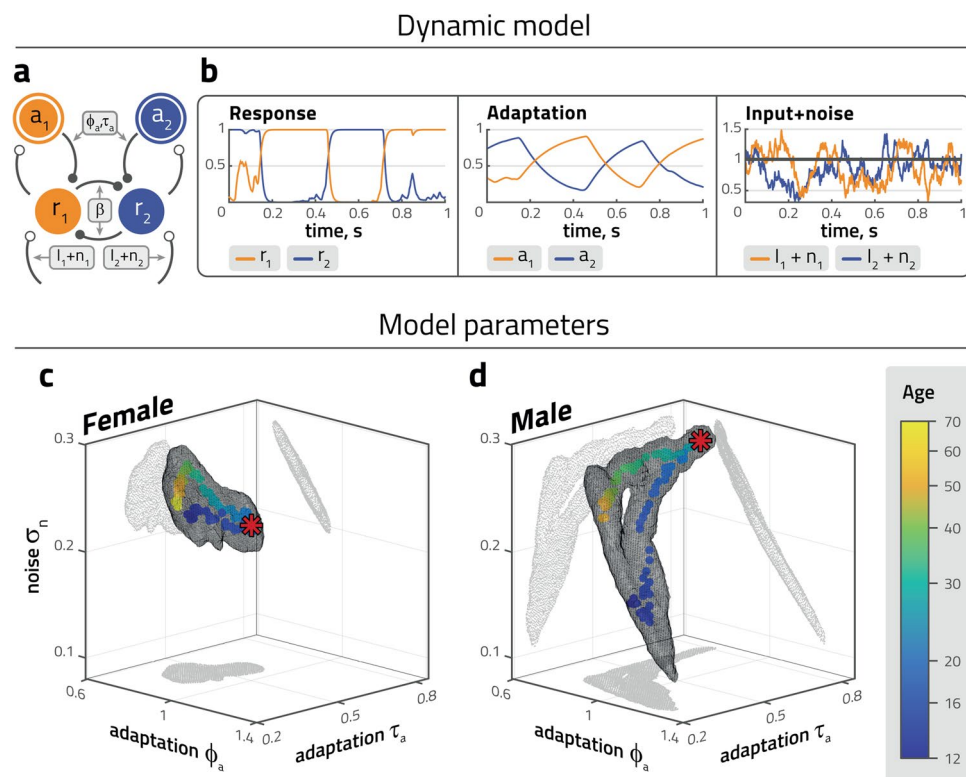 Dynamic model
a
a1 a2
ϕa,τa
r1 β r2
I1+n1 I2+n2
b
Response Adaptation Input+noise
1 1 1.5
0.5 0.5 1
0.5
0 0.2 0.4 0.6 0.8 1 0 0.2 0.4 0.6 0.8 1 0 0.2 0.4 0.6 0.8 1
time, s time, s time, s
r1 r2 a1 a2 I1 + n1 I2 + n2
Model parameters
c d
Female Male Age
0.3 0.3 70
60
50
noise σn
0.2 0.2 40
30
0.1 0.1 20
0.6 0.8 0.6 0.8 16
1 0.5 1 0.5
1.4 0.2 1.4 0.2 12
adaptation ϕa adaptation τa adaptation ϕa adaptation τa